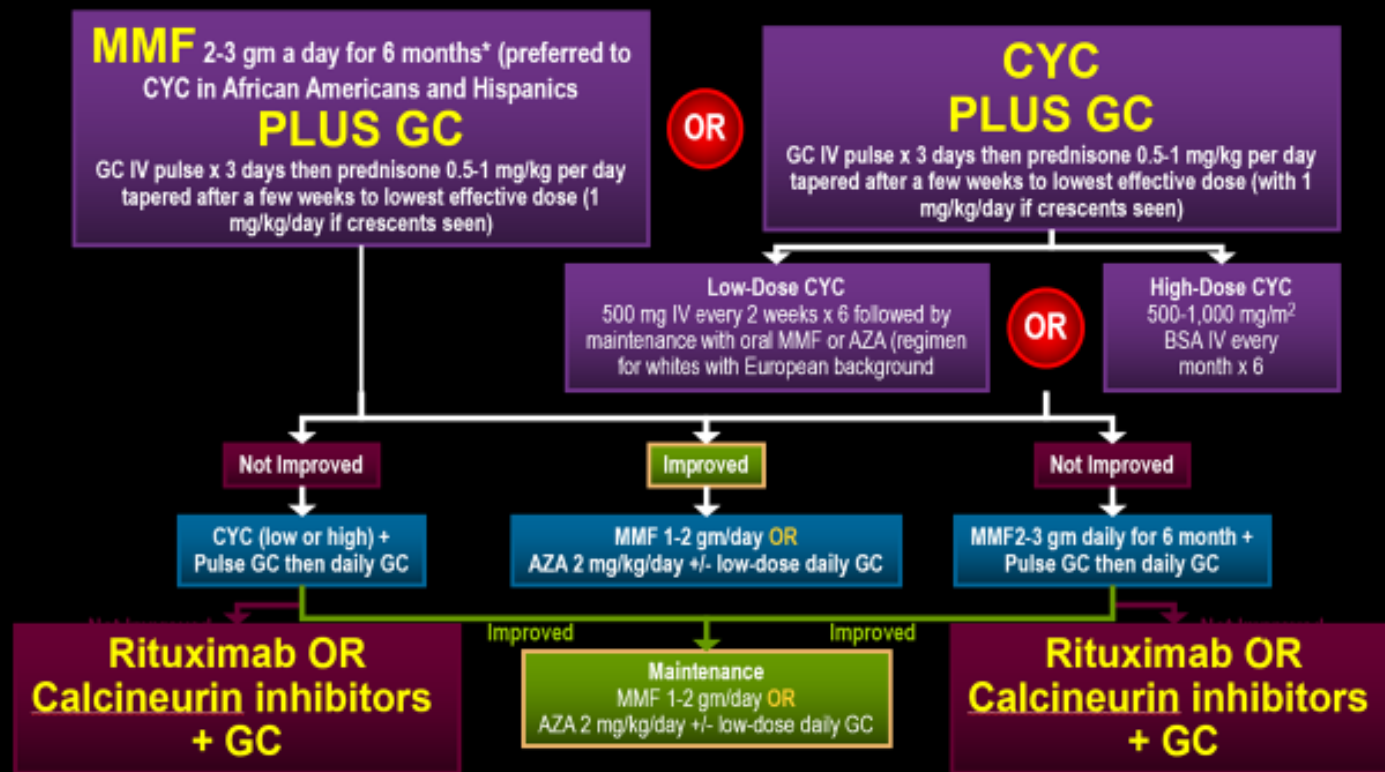 MMF 2-3 gm a day for 6 months* (preferred to
CYC in African Americans and Hispanics
PLUS GC
GC IV pulse x 3 days then prednisone 0.5-1 mg/kg per day
tapered after a few weeks to lowest effective dose (1
mg/kg/day if crescents seen)
OR
CYC
PLUS GC
GC IV pulse x 3 days then prednisone 0.5-1 mg/kg per day
tapered after a few weeks to lowest effective dose (with 1
mg/kg/day if crescents seen)
Low-Dose CYC
500 mg IV every 2 weeks x 6 followed by
maintenance with oral MMF or AZA (regimen
for whites with European background
OR
High-Dose CYC
500-1,000 mg/m²
BSA IV every
month x 6
Not Improved
Improved
Not Improved
CYC (low or high) +
Pulse GC then daily GC
MMF 1-2 gm/day OR
AZA 2 mg/kg/day +/- low-dose daily GC
MMF2-3 gm daily for 6 month +
Pulse GC then daily GC
Improved
Improved
Rituximab OR
Calcineurin inhibitors
+ GC
Maintenance
MMF 1-2 gm/day OR
AZA 2 mg/kg/day +/- low-dose daily GC
Rituximab OR
Calcineurin inhibitors
+ GC